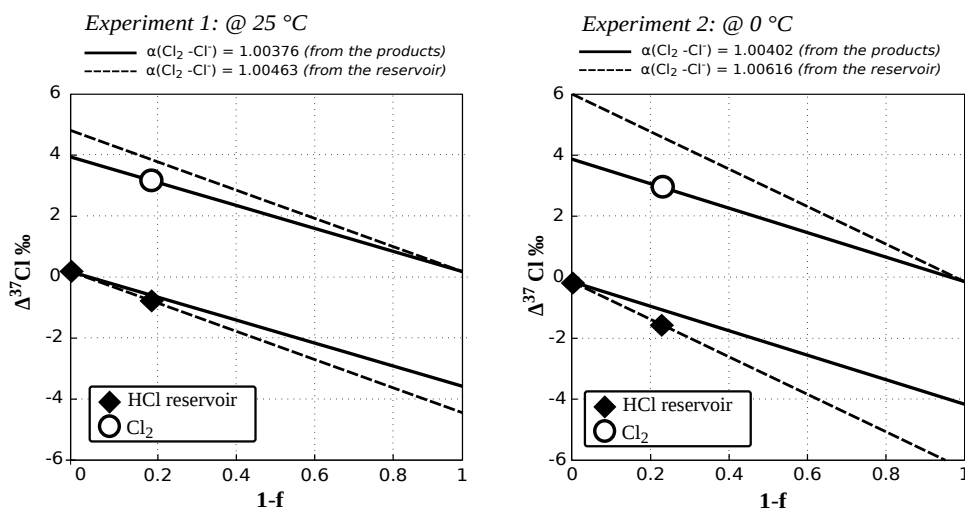 Experiment 1: @ 25 °C
α(Cl₂ -Cl⁻) = 1.00376 (from the products)
α(Cl₂ -Cl⁻) = 1.00463 (from the reservoir)
6
4
2
0
-2
-4
-6
Δ³⁷Cl ‰
HCl reservoir
Cl₂
0 0.2 0.4 0.6 0.8 1
1-f
Experiment 2: @ 0 °C
α(Cl₂ -Cl⁻) = 1.00402 (from the products)
α(Cl₂ -Cl⁻) = 1.00616 (from the reservoir)
6
4
2
0
-2
-4
-6
Δ³⁷Cl ‰
HCl reservoir
Cl₂
0 0.2 0.4 0.6 0.8 1
1-f